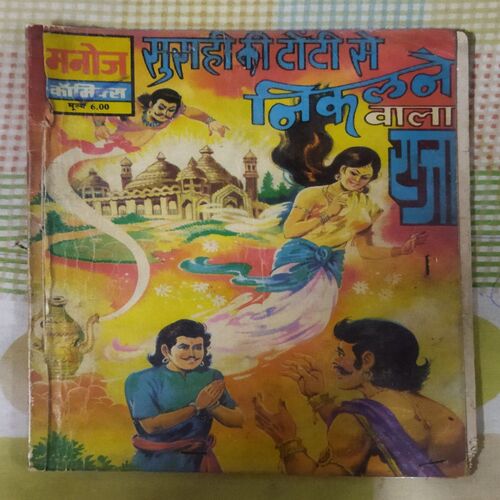 मनोज
कॉमिक्स
मूल्य 6.00
सुराही की टोंटी से
निकलने
वाला
राजा